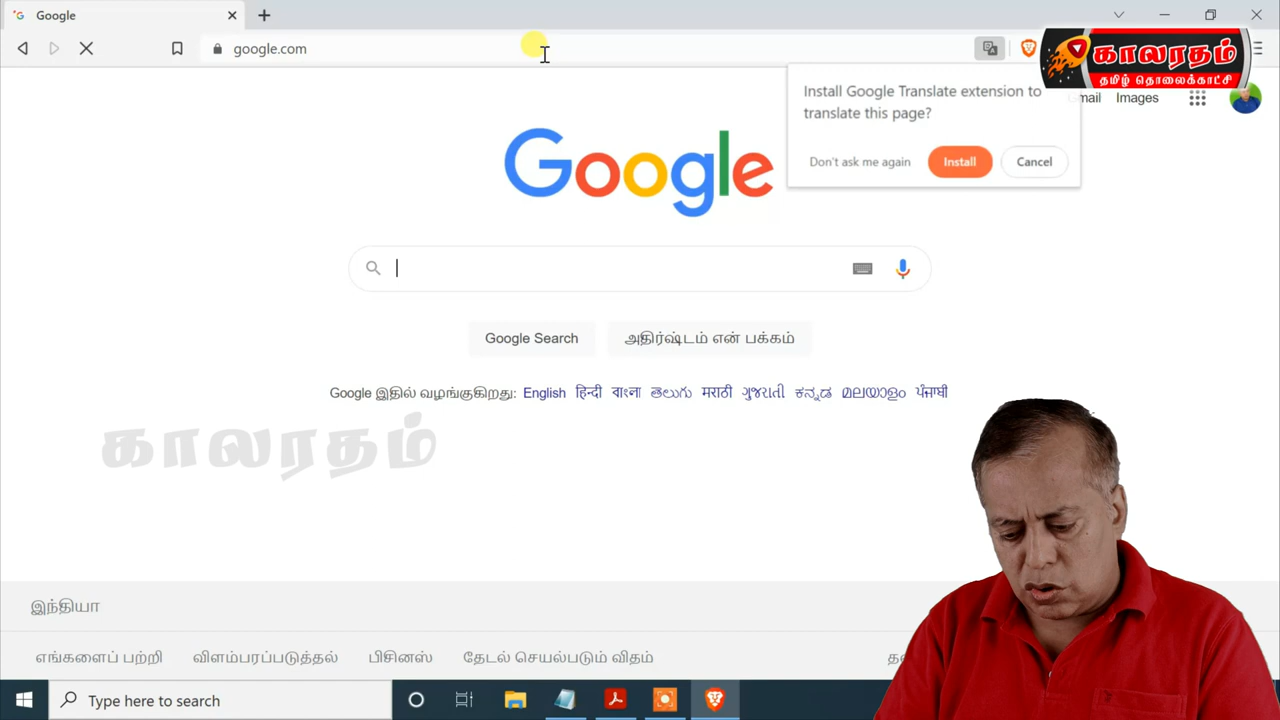 Google
google.com
காலரதம்
தமிழ் தொலைக்காட்சி
Install Google Translate extension to
translate this page?
Don't ask me again Install Cancel
Gmail Images
Google
Google Search அதிர்ஷ்டம் என் பக்கம்
Google இதில் வழங்குகிறது: English हिन्दी বাংলা తెలుగు मराठी ગુજરાતી ಕನ್ನಡ മലയാളം ਪੰਜਾਬੀ
காலரதம்
இந்தியா
எங்களைப் பற்றி விளம்பரப்படுத்தல் பிசினஸ் தேடல் செயல்படும் விதம்
Type here to search